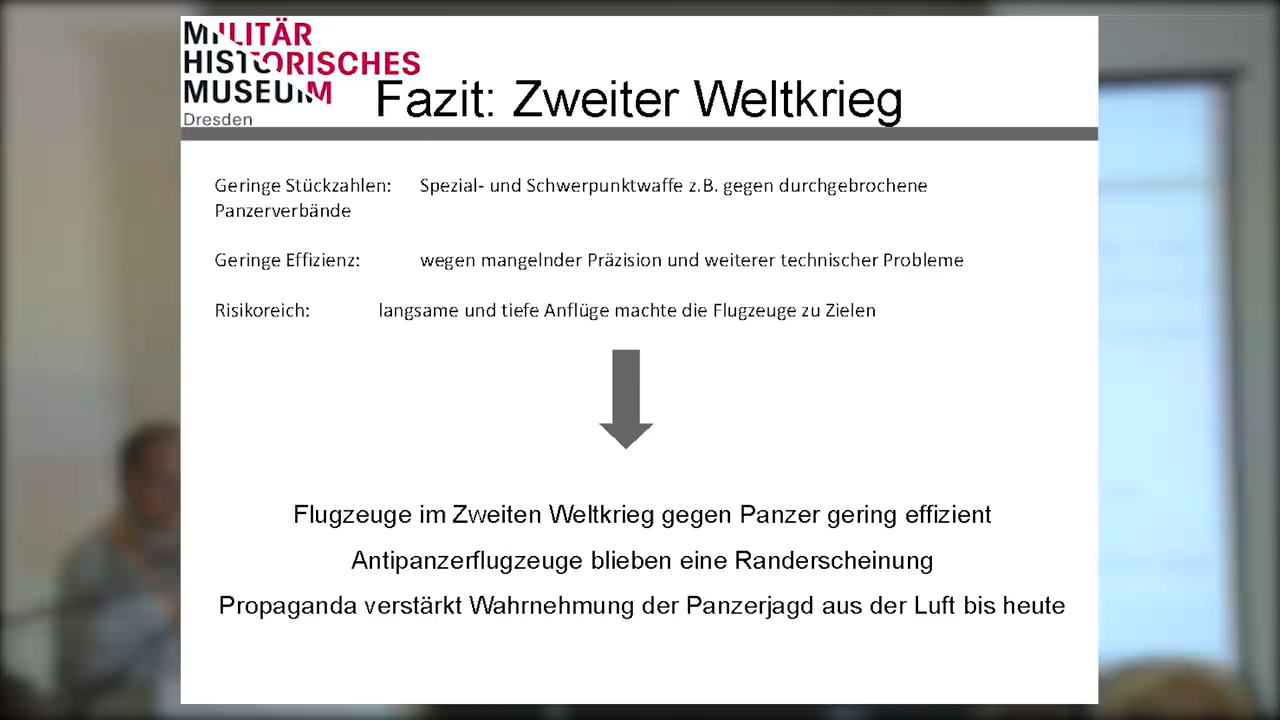 MILITÄR
HISTORISCHES
MUSEUM
Dresden
Fazit: Zweiter Weltkrieg
Geringe Stückzahlen: Spezial- und Schwerpunktwaffe z.B. gegen durchgebrochene
Panzerverbände
Geringe Effizienz: wegen mangelnder Präzision und weiterer technischer Probleme
Risikoreich: langsame und tiefe Anflüge machte die Flugzeuge zu Zielen
Flugzeuge im Zweiten Weltkrieg gegen Panzer gering effizient
Antipanzerflugzeuge blieben eine Randerscheinung
Propaganda verstärkt Wahrnehmung der Panzerjagd aus der Luft bis heute